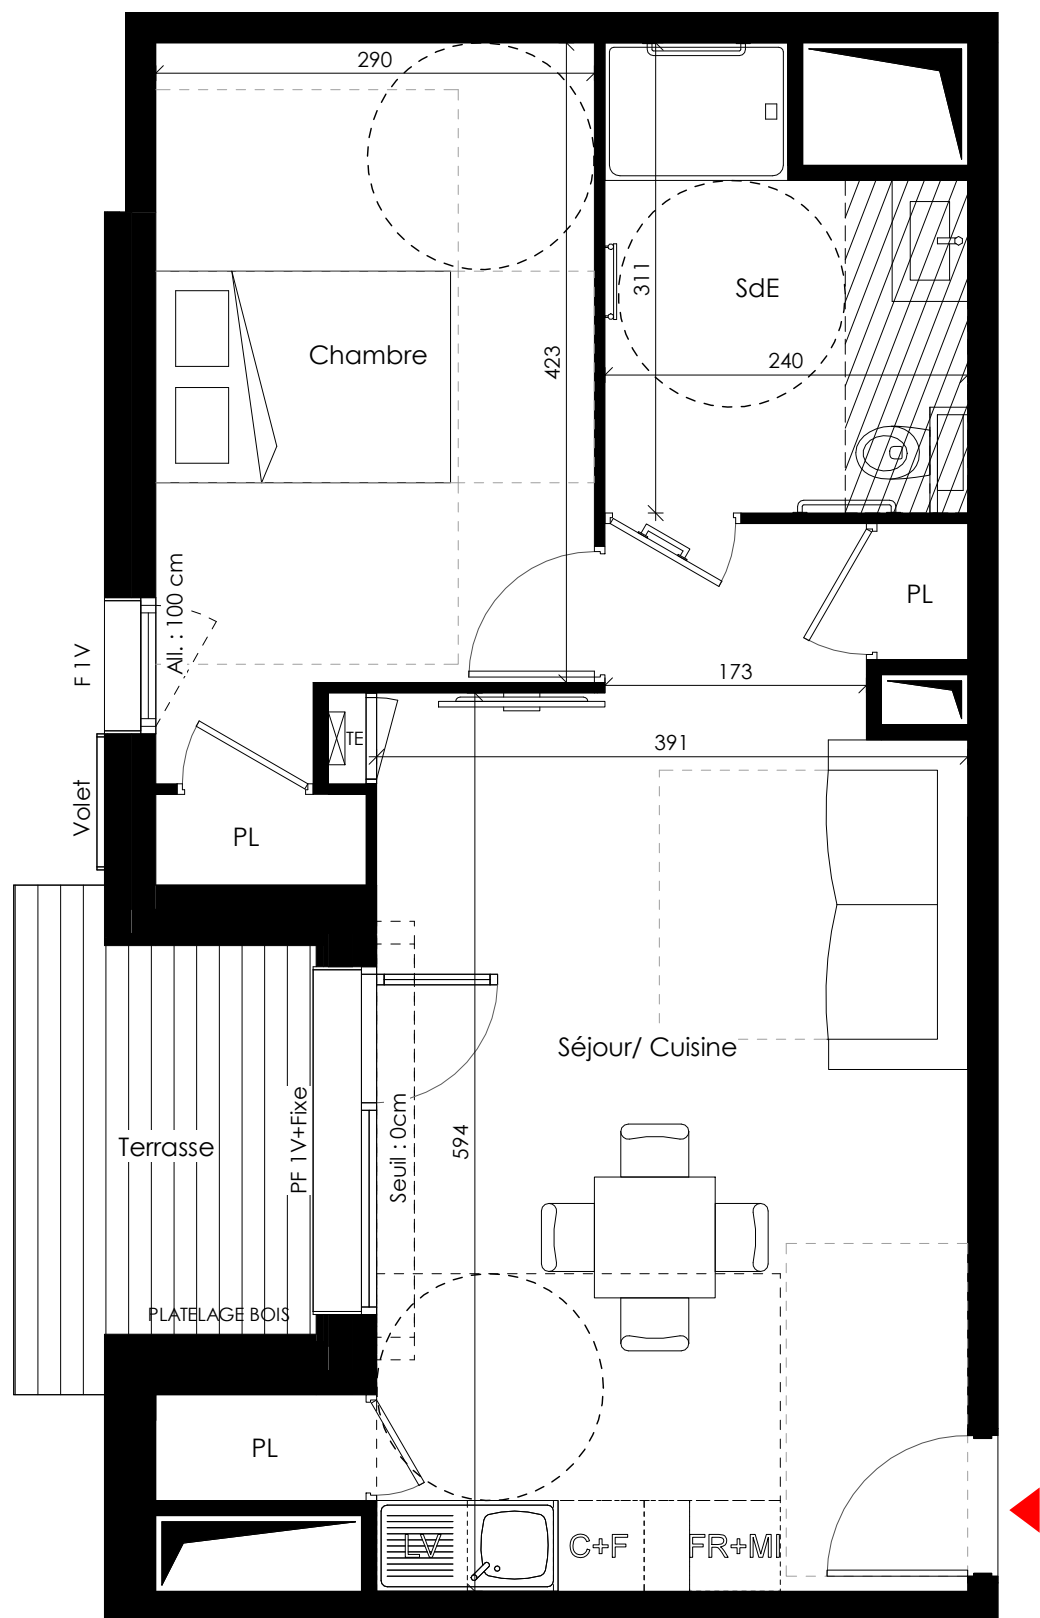 290
311
SdE
Chambre
423
240
All. : 100 cm
F 1V
PL
173
TE
391
Volet
PL
Séjour/ Cuisine
PF 1V+Fixe
Seuil : 0cm
594
Terrasse
PLATELAGE BOIS
PL
LV
C+F
FR+MI